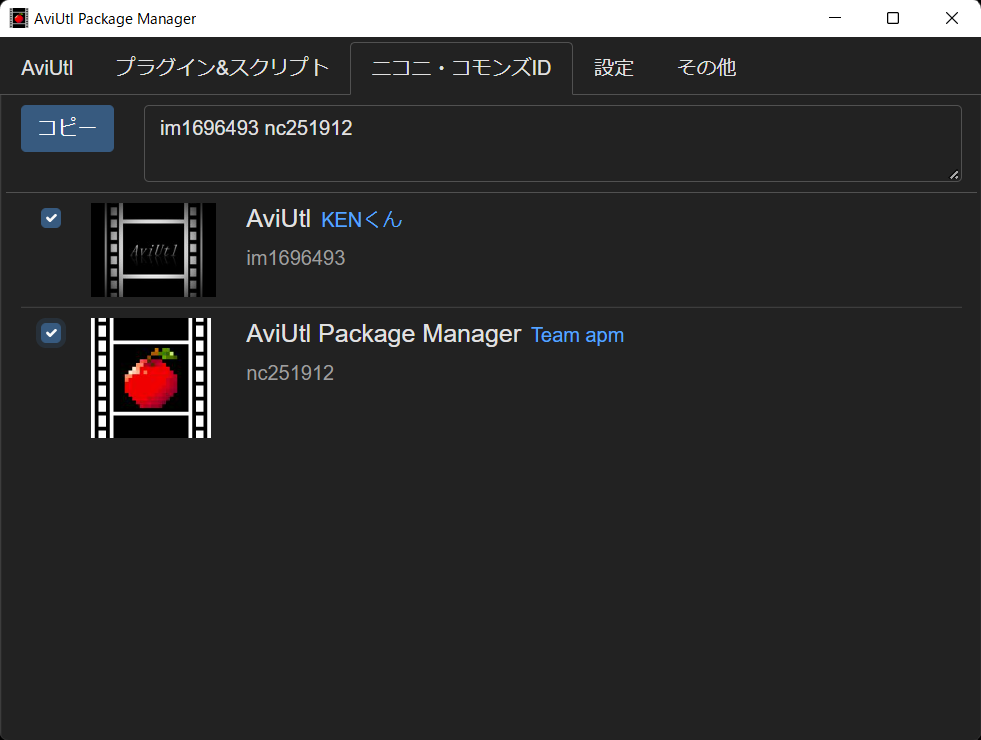 AviUtl Package Manager
AviUtl プラグイン&スクリプト ニコニ・コモンズID 設定 その他
コピー
im1696493 nc251912
AviUtl KENくん
im1696493
AviUtl
AviUtl Package Manager Team apm
nc251912